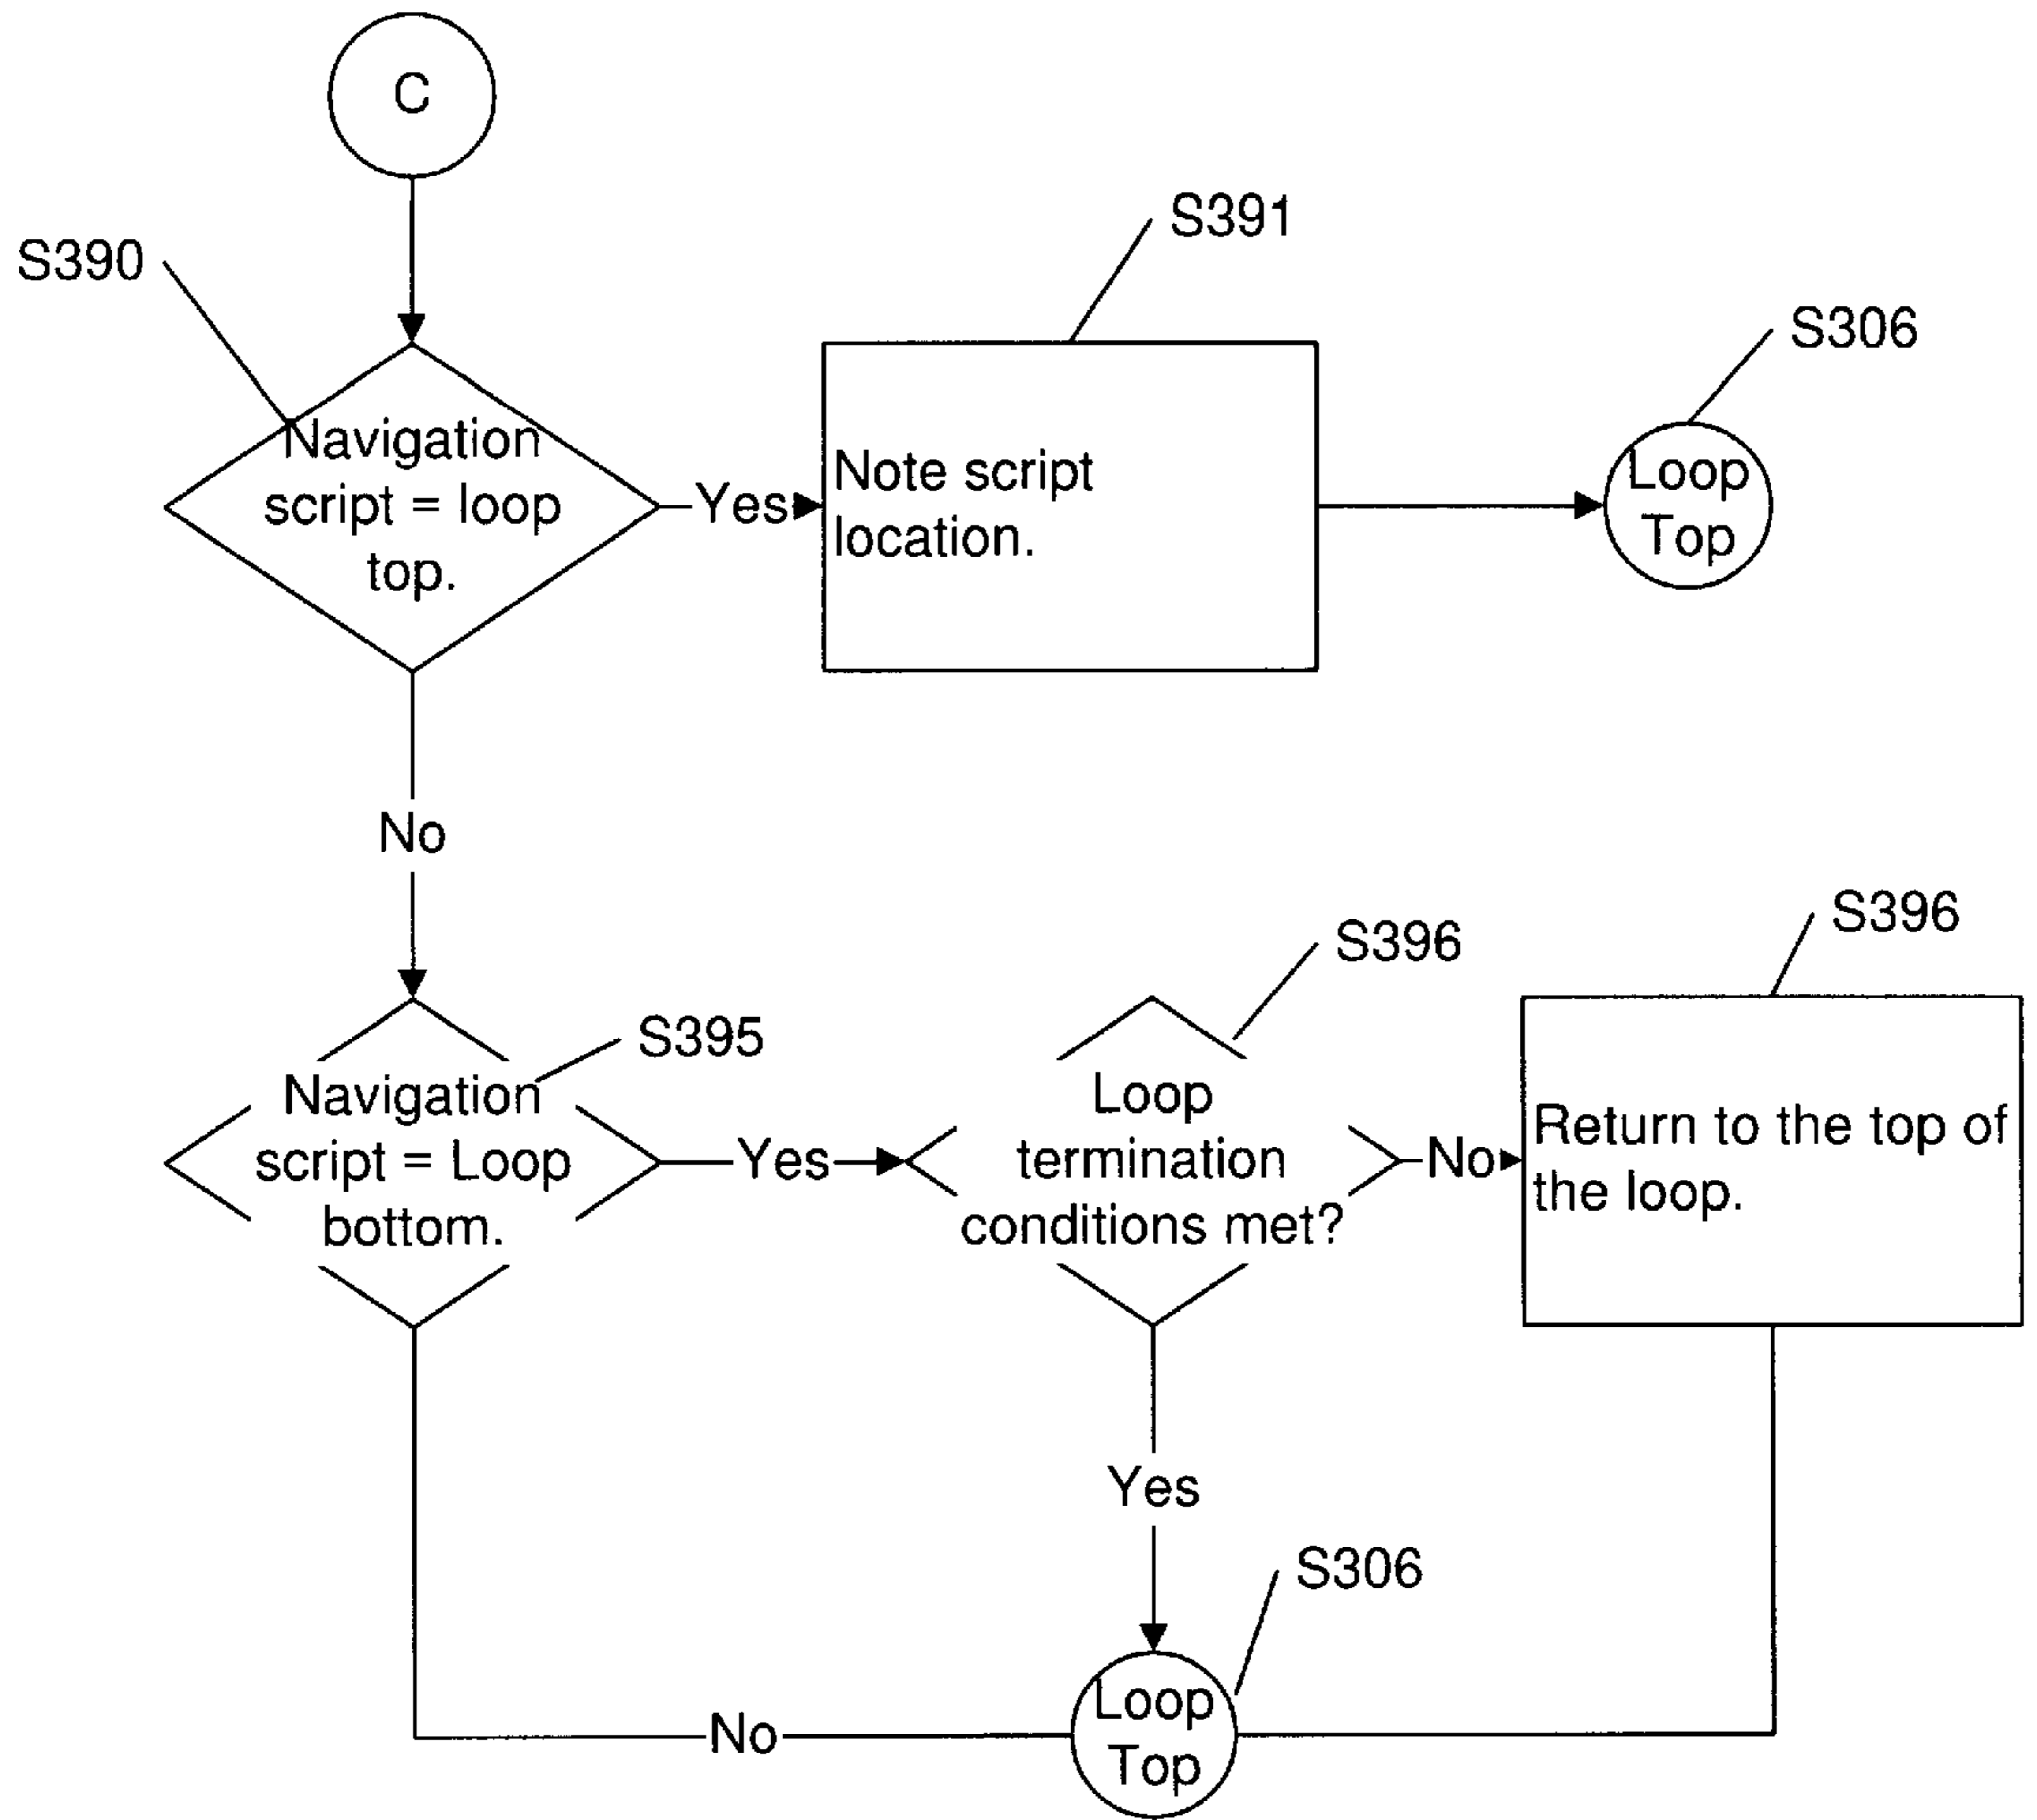 C
S390
S391
S306
Navigation
script = loop
top.
Yes
Note script
location.
Loop
Top
No
S395
S396
S396
Navigation
script = Loop
bottom.
Yes
Loop
termination
conditions met?
No
Return to the top of
the loop.
Yes
S306
No
Loop
Top